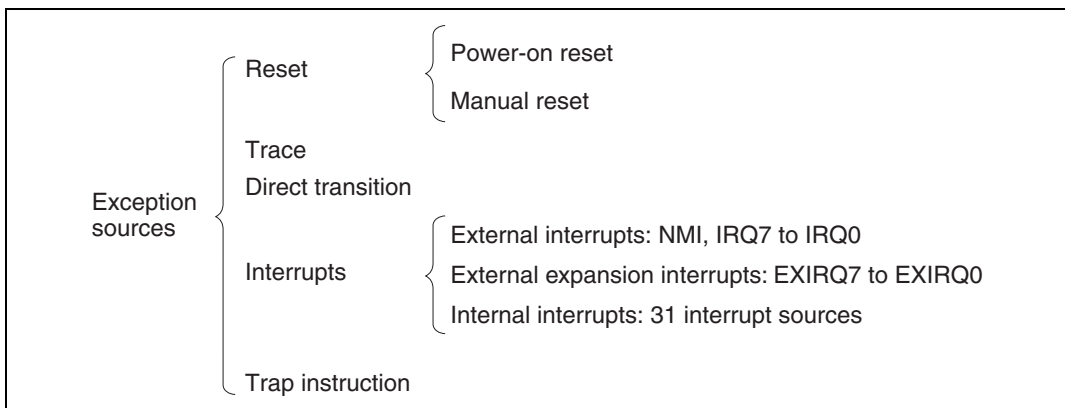 Exception
sources
Reset
Power-on reset
Manual reset
Trace
Direct transition
Interrupts
External interrupts: NMI, IRQ7 to IRQ0
External expansion interrupts: EXIRQ7 to EXIRQ0
Internal interrupts: 31 interrupt sources
Trap instruction